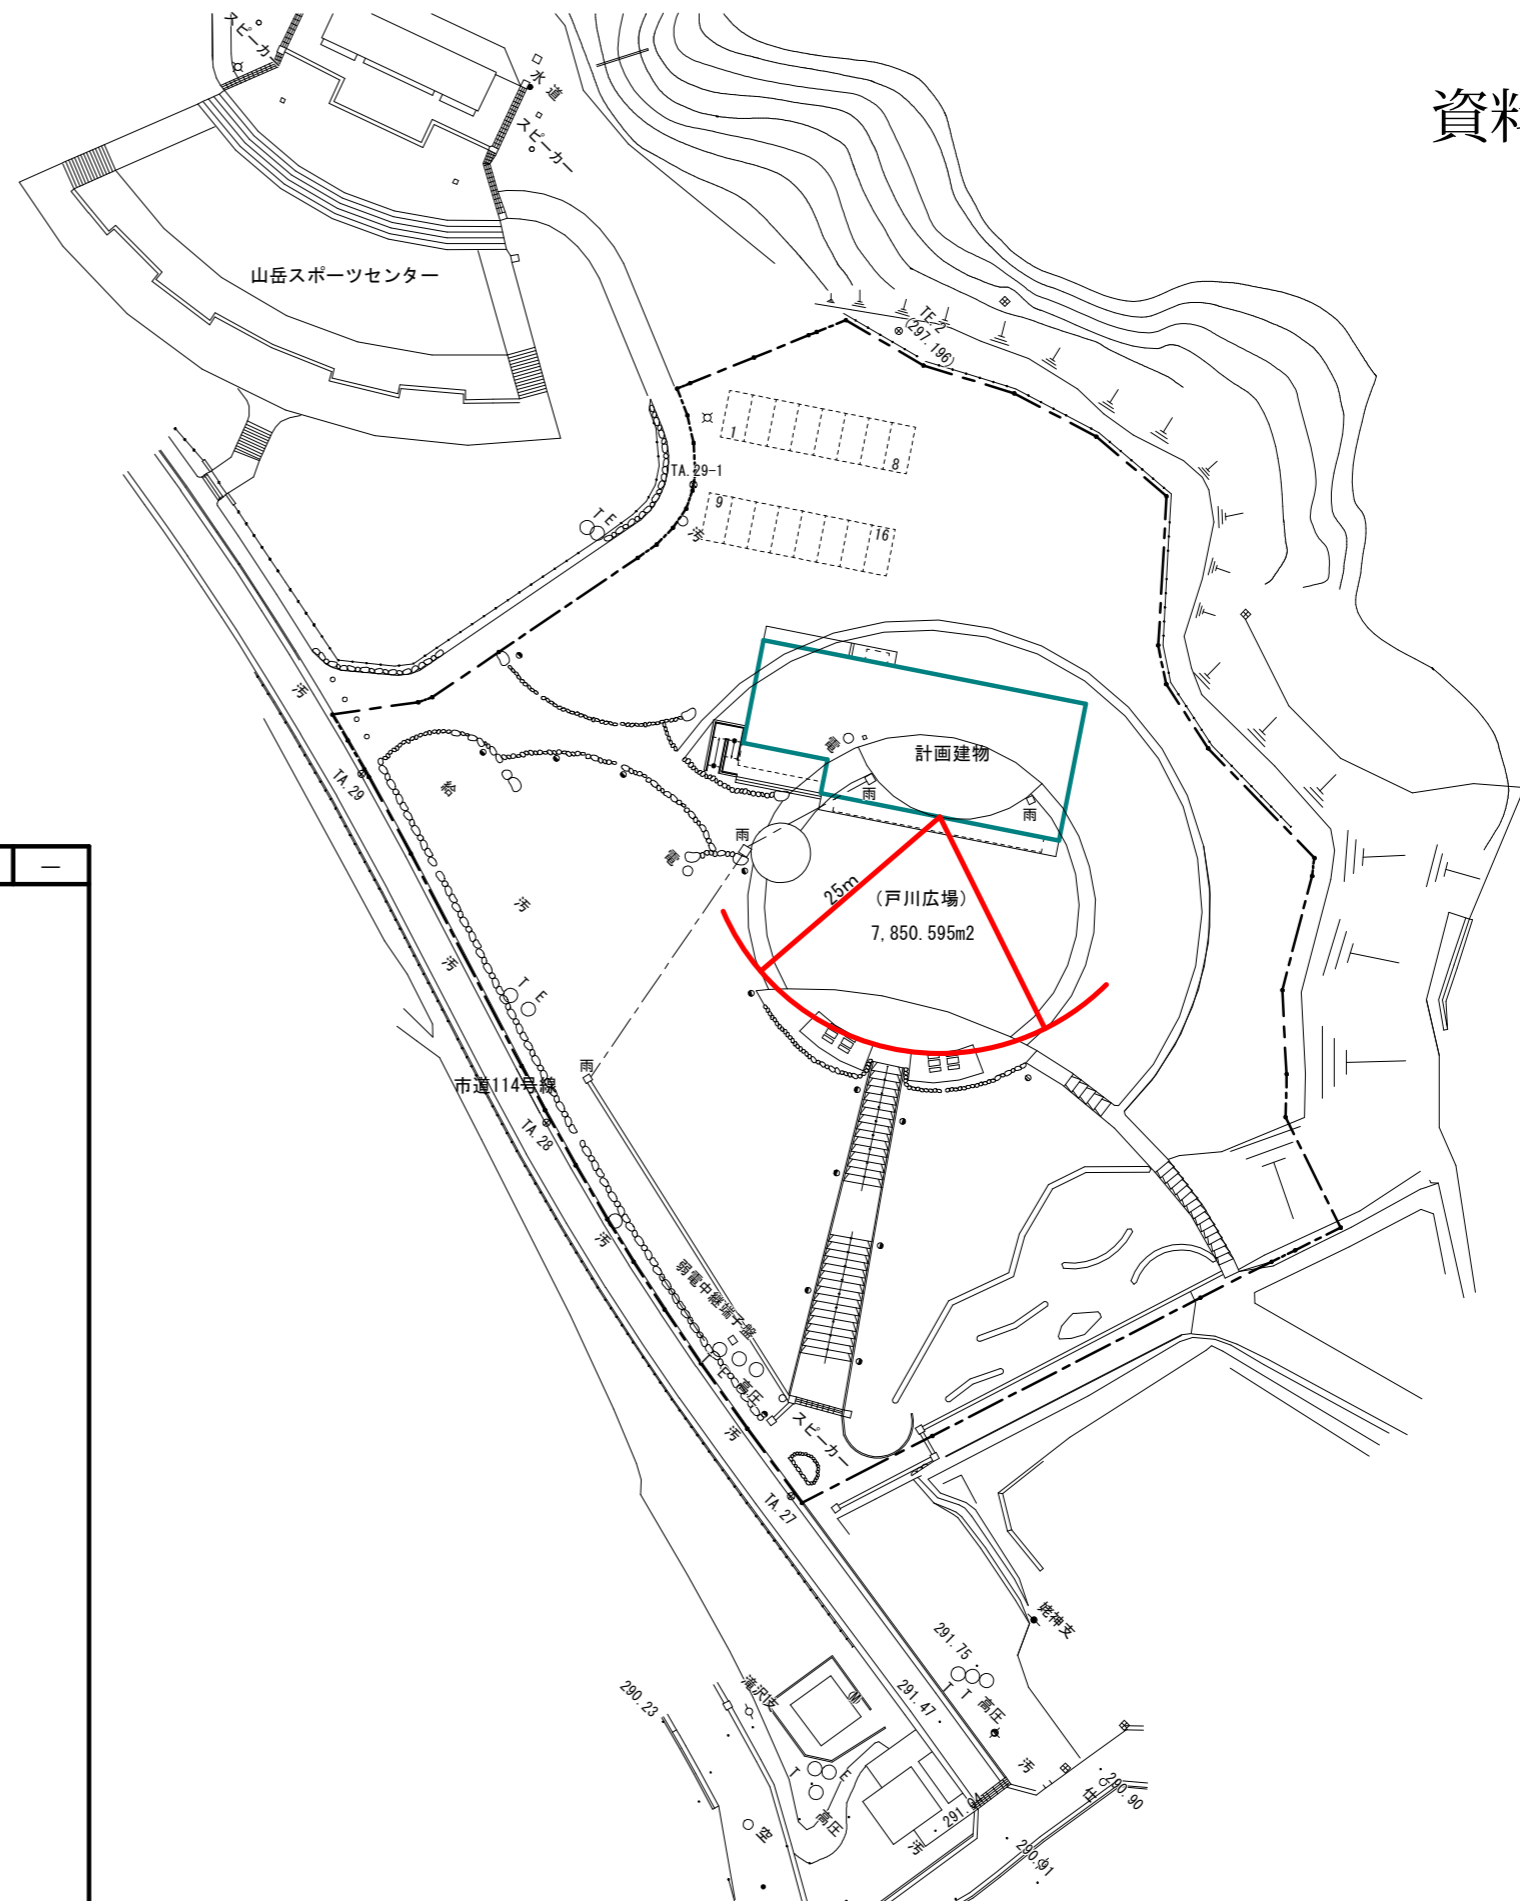 資料
スピーカー
水道
スピーカー
山岳スポーツセンター
TE.2
(297.196)
1
8
TA.29-1
9
16
T E
汚
汚
電
計画建物
TA.29
給
雨
雨
雨
電
—
25m
(戸川広場)
7,850.595m2
汚
汚
T E
雨
市道114号線
TA.28
汚
弱電中継端子盤
E
高圧
汚
スピーカー
TA.27
姥神支
291.75
T T 高圧
滝沢支
(M)
291.47
290.23
汚
T E
高圧
291.04
仕
290.90
空
汚
290.91